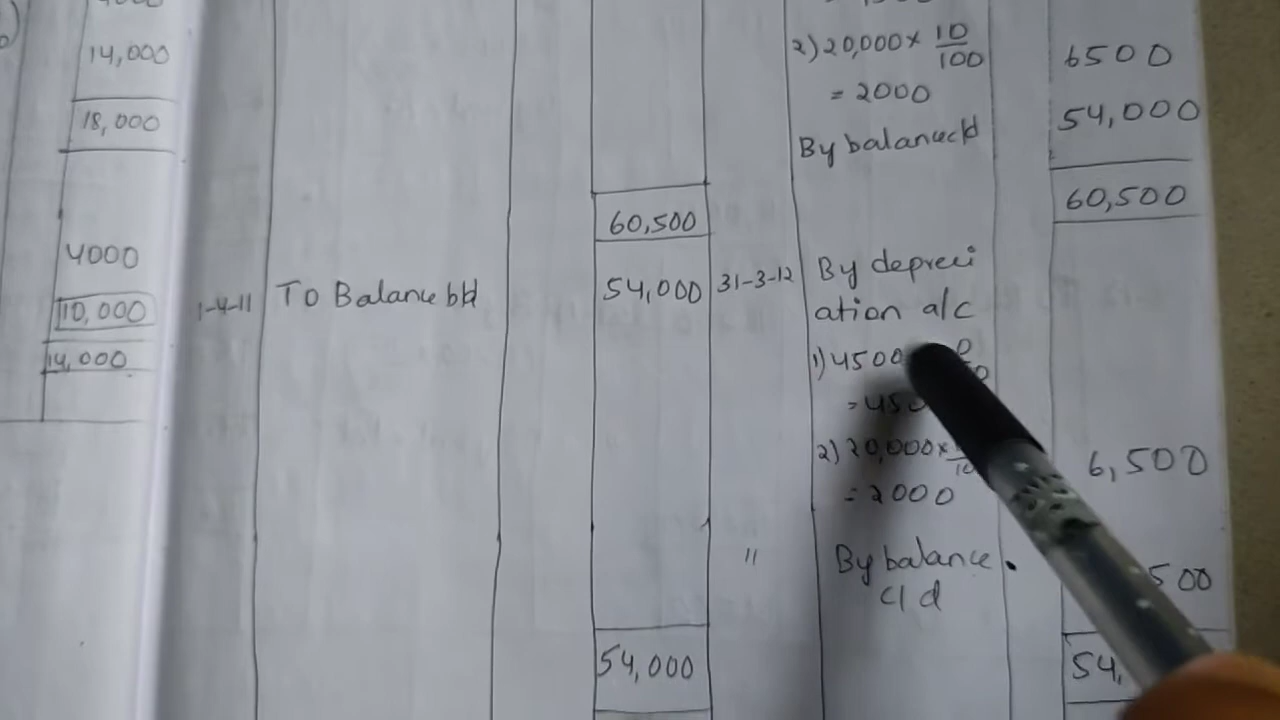 14,000
18,000
4000
10,000
14,000
2) 20,000 × 10/100
= 2000
6500
By balance c/d
54,000
60,500
60,500
1-4-11 To Balance b/d 54,000
31-3-12 By depreci
ation a/c
1)
2) 20,000 ×
= 2000
6,500
" By balance
c/d
54,000